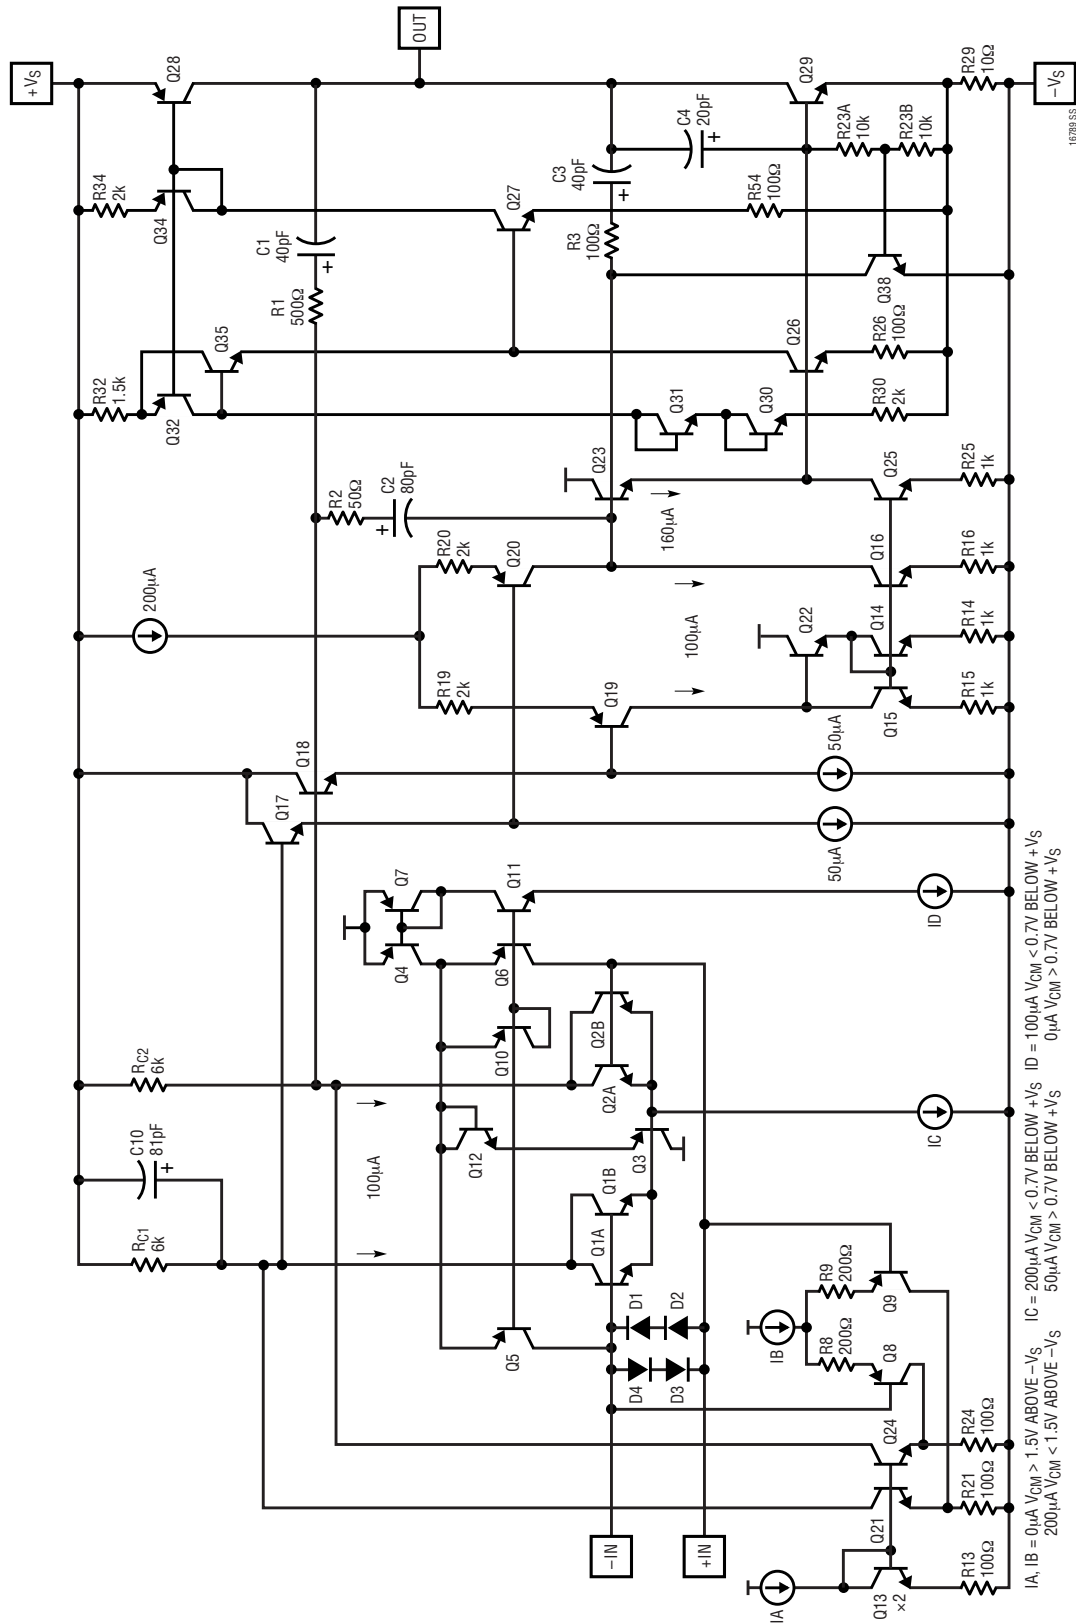 +VS
RC1
6k
C10
81pF
RC2
6k
100µA
Q17
Q18
200µA
R19
2k
R20
2k
R2
50Ω
C2
80pF
R32
1.5k
Q32
Q35
R1
500Ω
C1
40pF
R34
2k
Q34
Q28
OUT
Q4
Q7
Q10
Q6
Q11
Q5
Q12
Q1A
Q1B
Q3
Q2A
Q2B
D1
D2
D4
D3
−IN
+IN
Q19
Q20
100µA
160µA
Q23
Q31
Q30
Q27
R3
100Ω
C3
40pF
C4
20pF
IA
IB
R8
200Ω
R9
200Ω
Q8
Q9
Q13
×2
Q21
Q24
R13
100Ω
R21
100Ω
R24
100Ω
IC
ID
50µA
50µA
Q15
Q22
Q14
Q16
Q25
R15
1k
R14
1k
R16
1k
R25
1k
R30
2k
Q26
R26
100Ω
Q38
R54
100Ω
R23A
10k
R23B
10k
Q29
R29
10Ω
−VS
IA, IB = 0µA VCM > 1.5V ABOVE −VS
200µA VCM < 1.5V ABOVE −VS
IC = 200µA VCM < 0.7V BELOW +VS
50µA VCM > 0.7V BELOW +VS
ID = 100µA VCM < 0.7V BELOW +VS
0µA VCM > 0.7V BELOW +VS
16789 SS